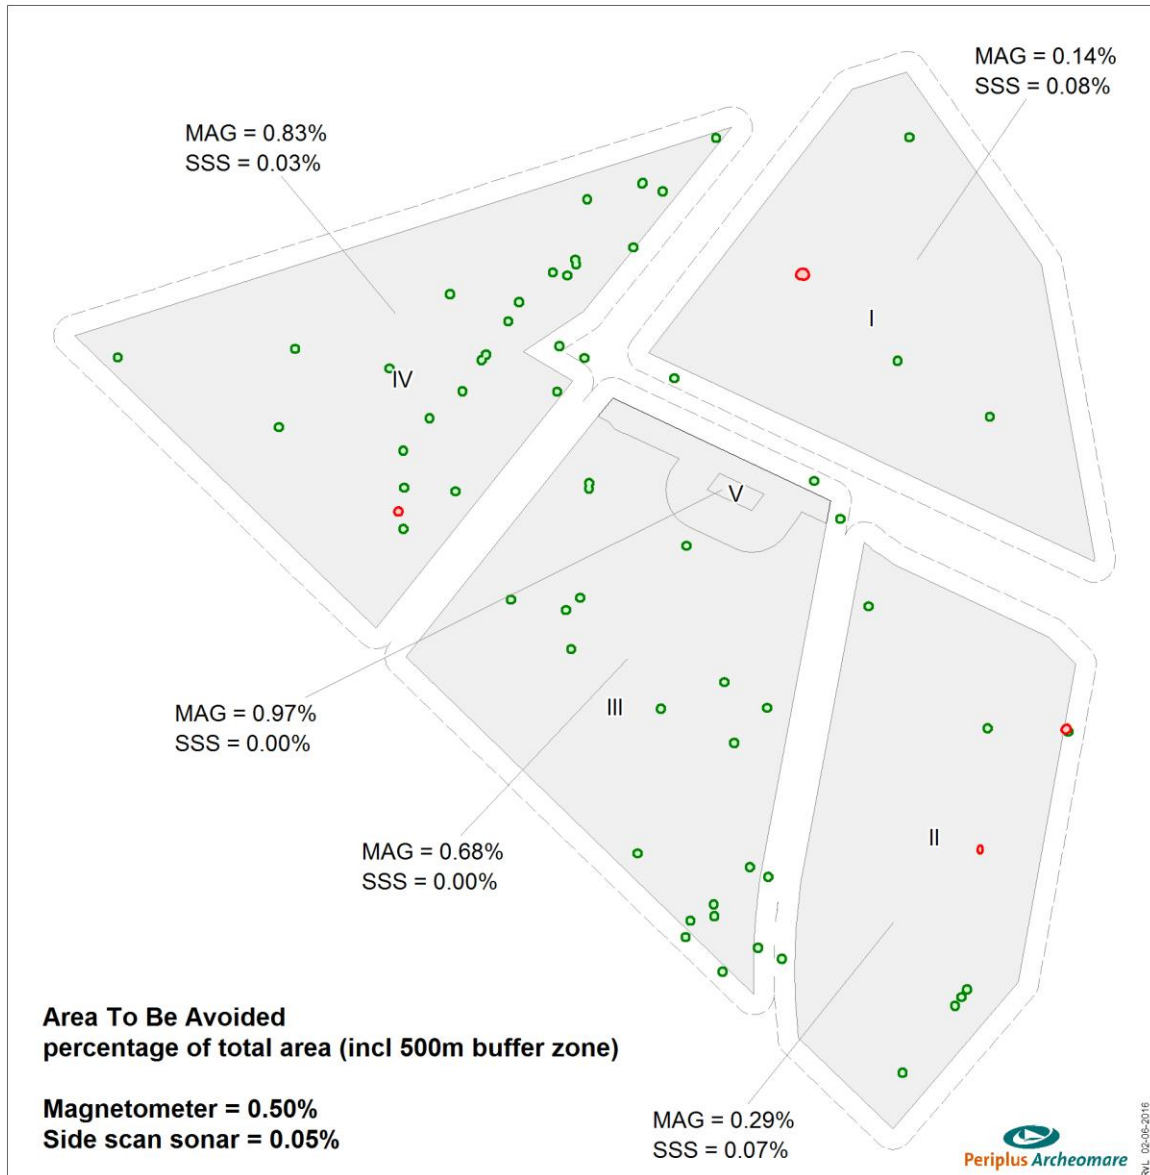 MAG = 0.14%
SSS = 0.08%
MAG = 0.83%
SSS = 0.03%
I
IV
V
MAG = 0.97%
SSS = 0.00%
III
MAG = 0.68%
SSS = 0.00%
II
Area To Be Avoided
percentage of total area (incl 500m buffer zone)
Magnetometer = 0.50%
Side scan sonar = 0.05%
MAG = 0.29%
SSS = 0.07%
Periplus Archeomare
RvL 02-06-2016